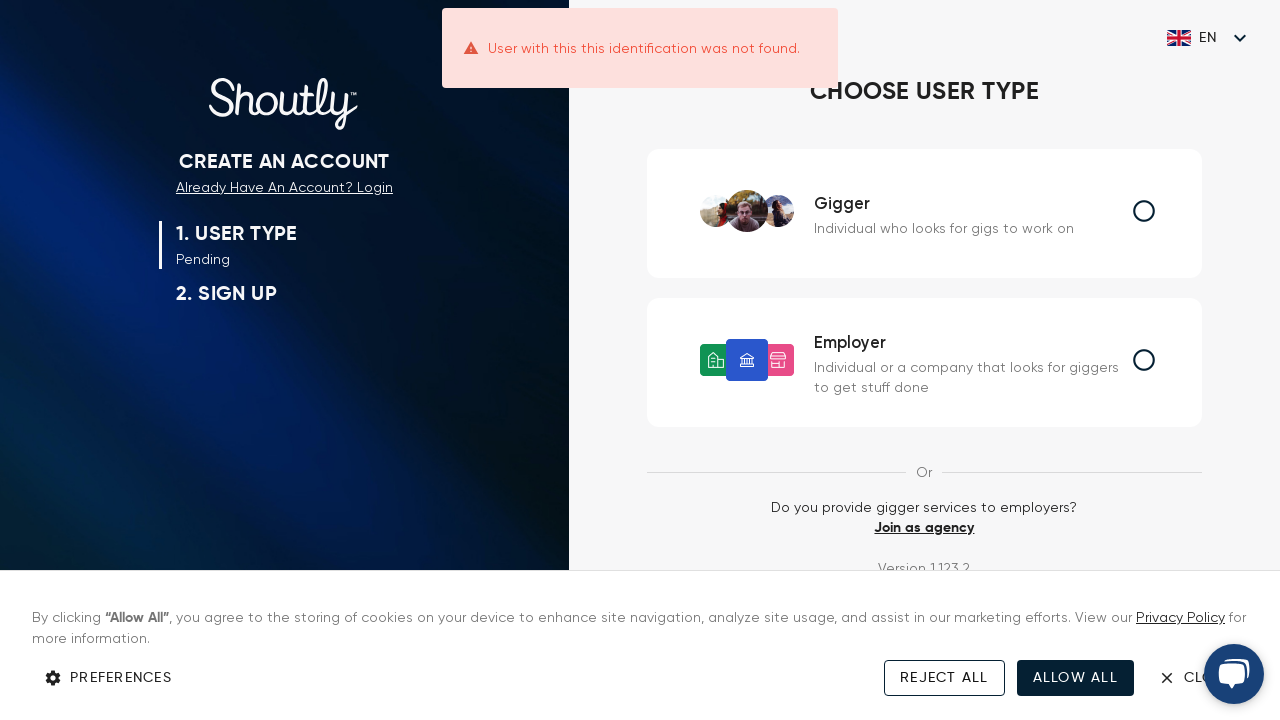 User with this this identification was not found.
EN
Shoutly™
CREATE AN ACCOUNT
Already Have An Account? Login
1. USER TYPE
Pending
2. SIGN UP
CHOOSE USER TYPE
Gigger
Individual who looks for gigs to work on
Employer
Individual or a company that looks for giggers
to get stuff done
Or
Do you provide gigger services to employers?
Join as agency
Version 1.123.2
By clicking “Allow All”, you agree to the storing of cookies on your device to enhance site navigation, analyze site usage, and assist in our marketing efforts. View our Privacy Policy for
more information.
PREFERENCES
REJECT ALL
ALLOW ALL